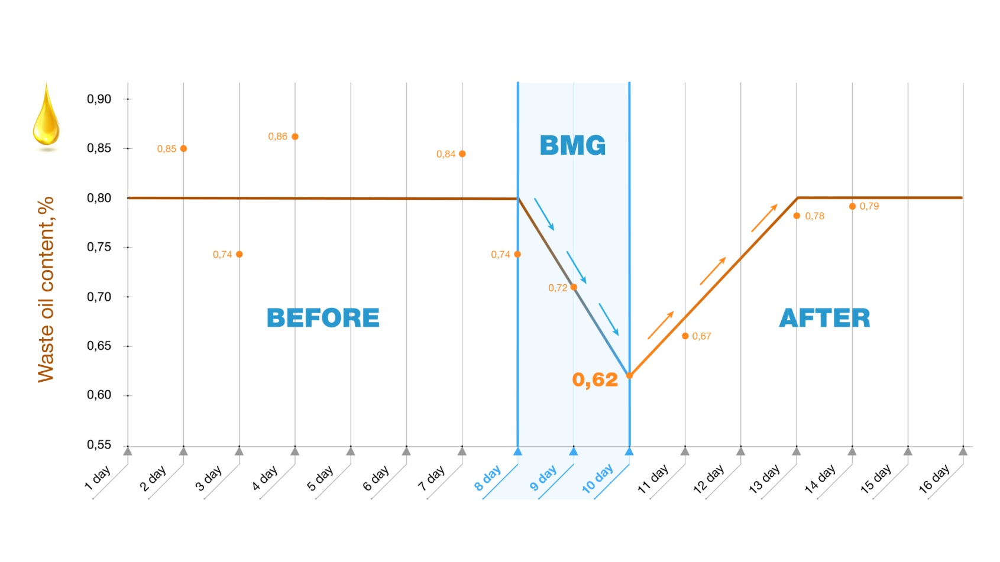 Waste oil content,%
0,90
0,85
0,80
0,75
0,70
0,65
0,60
0,55
0,85
0,74
0,86
0,84
0,74
0,72
0,62
0,67
0,78
0,79
BEFORE
BMG
AFTER
1 day
2 day
3 day
4 day
5 day
6 day
7 day
8 day
9 day
10 day
11 day
12 day
13 day
14 day
15 day
16 day